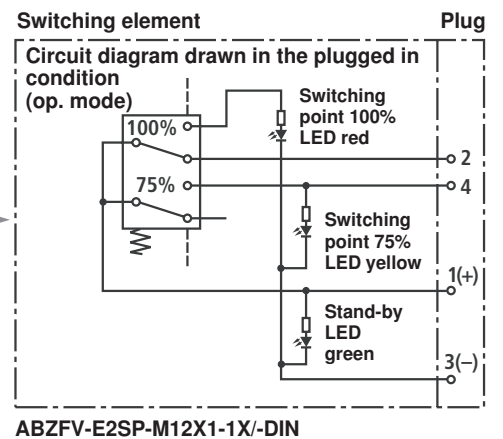 Switching element
Plug
Circuit diagram drawn in the plugged in
condition
(op. mode)
Switching
point 100%
LED red
100%
2
75%
4
Switching
point 75%
LED yellow
1(+)
Stand-by
LED
green
3(−)
ABZFV-E2SP-M12X1-1X/-DIN